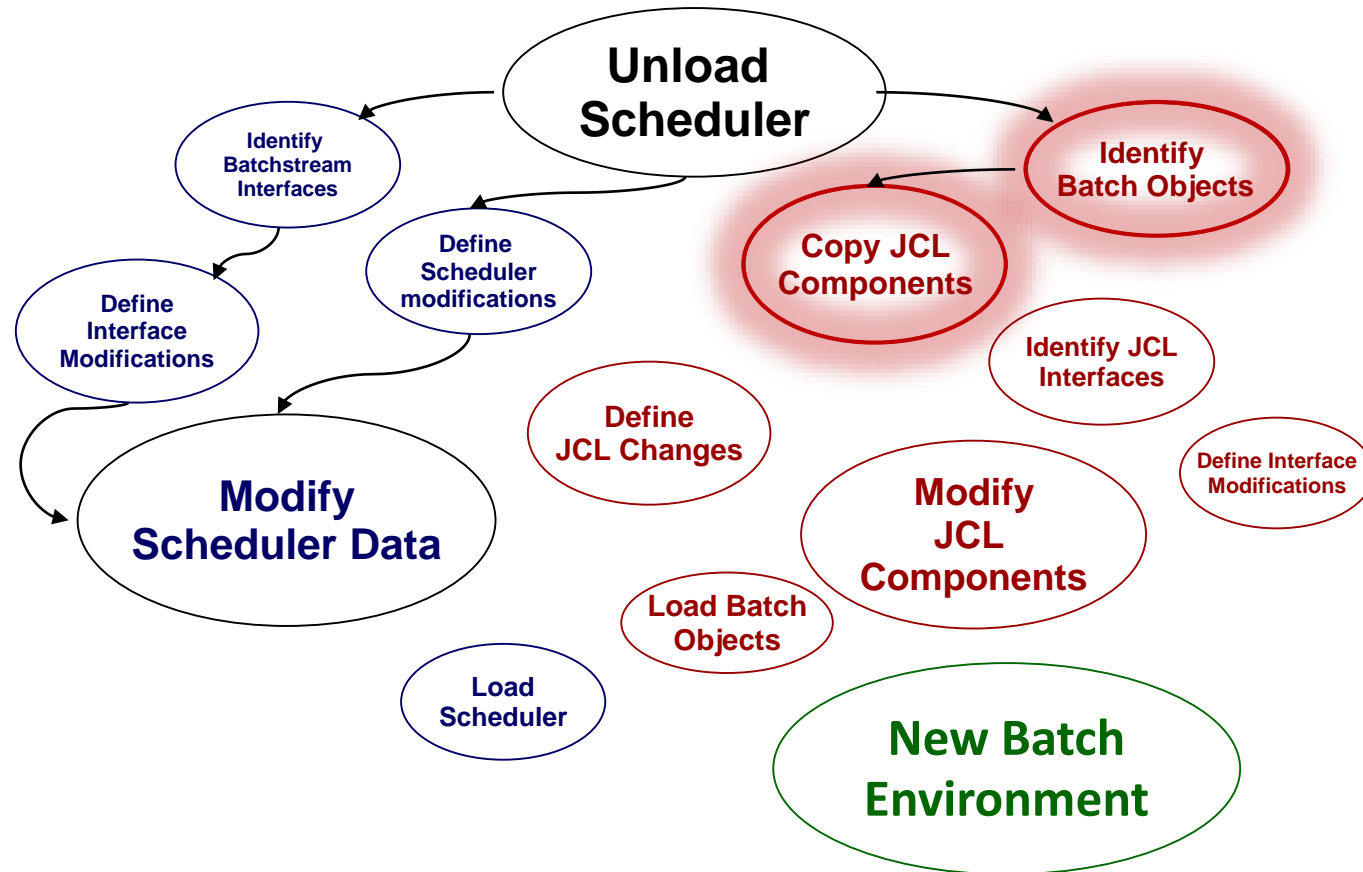 Unload
Scheduler
Identify
Batchstream
Interfaces
Identify
Batch Objects
Define
Scheduler
modifications
Copy JCL
Components
Define
Interface
Modifications
Identify JCL
Interfaces
Define
JCL Changes
Define Interface
Modifications
Modify
Scheduler Data
Modify
JCL
Components
Load Batch
Objects
Load
Scheduler
New Batch
Environment